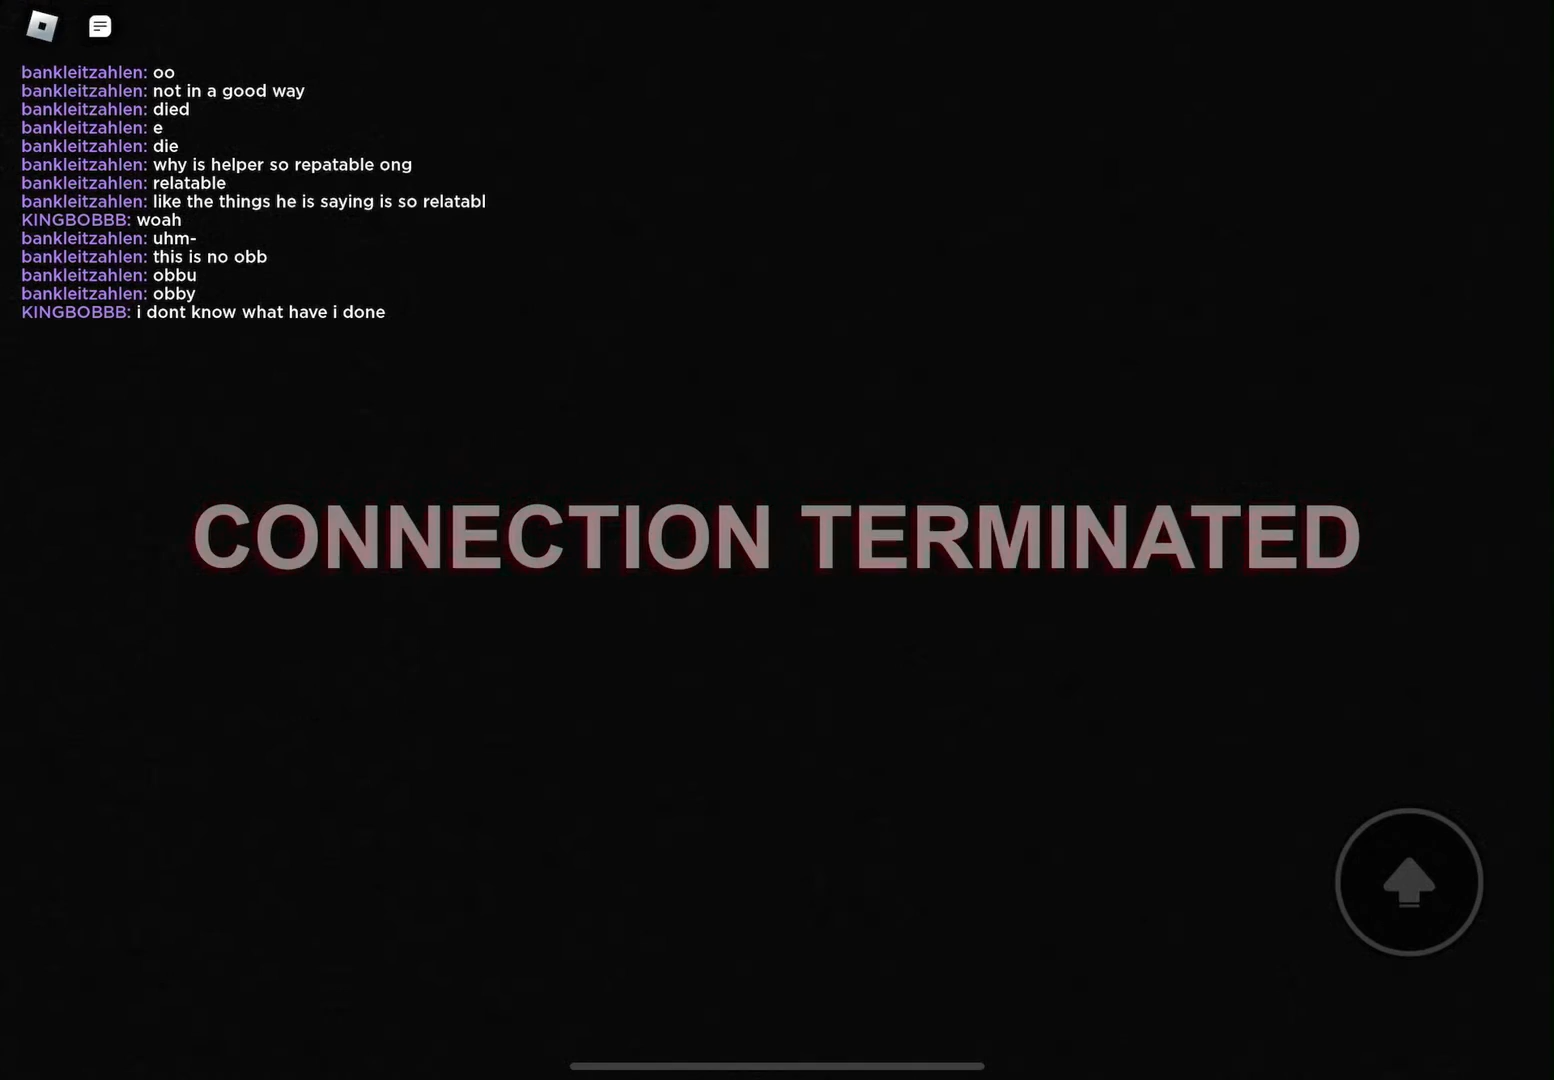 bankleitzahlen: oo
bankleitzahlen: not in a good way
bankleitzahlen: died
bankleitzahlen: e
bankleitzahlen: die
bankleitzahlen: why is helper so repatable ong
bankleitzahlen: relatable
bankleitzahlen: like the things he is saying is so relatabl
KINGBOBBB: woah
bankleitzahlen: uhm-
bankleitzahlen: this is no obb
bankleitzahlen: obbu
bankleitzahlen: obby
KINGBOBBB: i dont know what have i done
CONNECTION TERMINATED